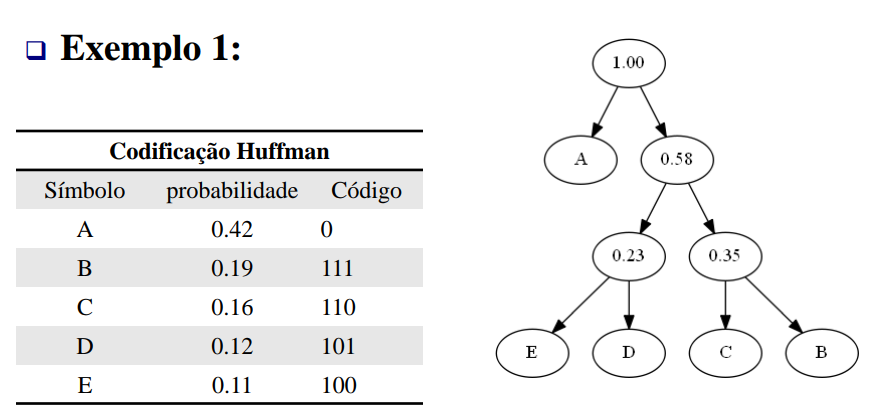 Exemplo 1:
Codificação Huffman
Símbolo probabilidade Código
A 0.42 0
B 0.19 111
C 0.16 110
D 0.12 101
E 0.11 100
1.00
A 0.58
0.23 0.35
E D C B